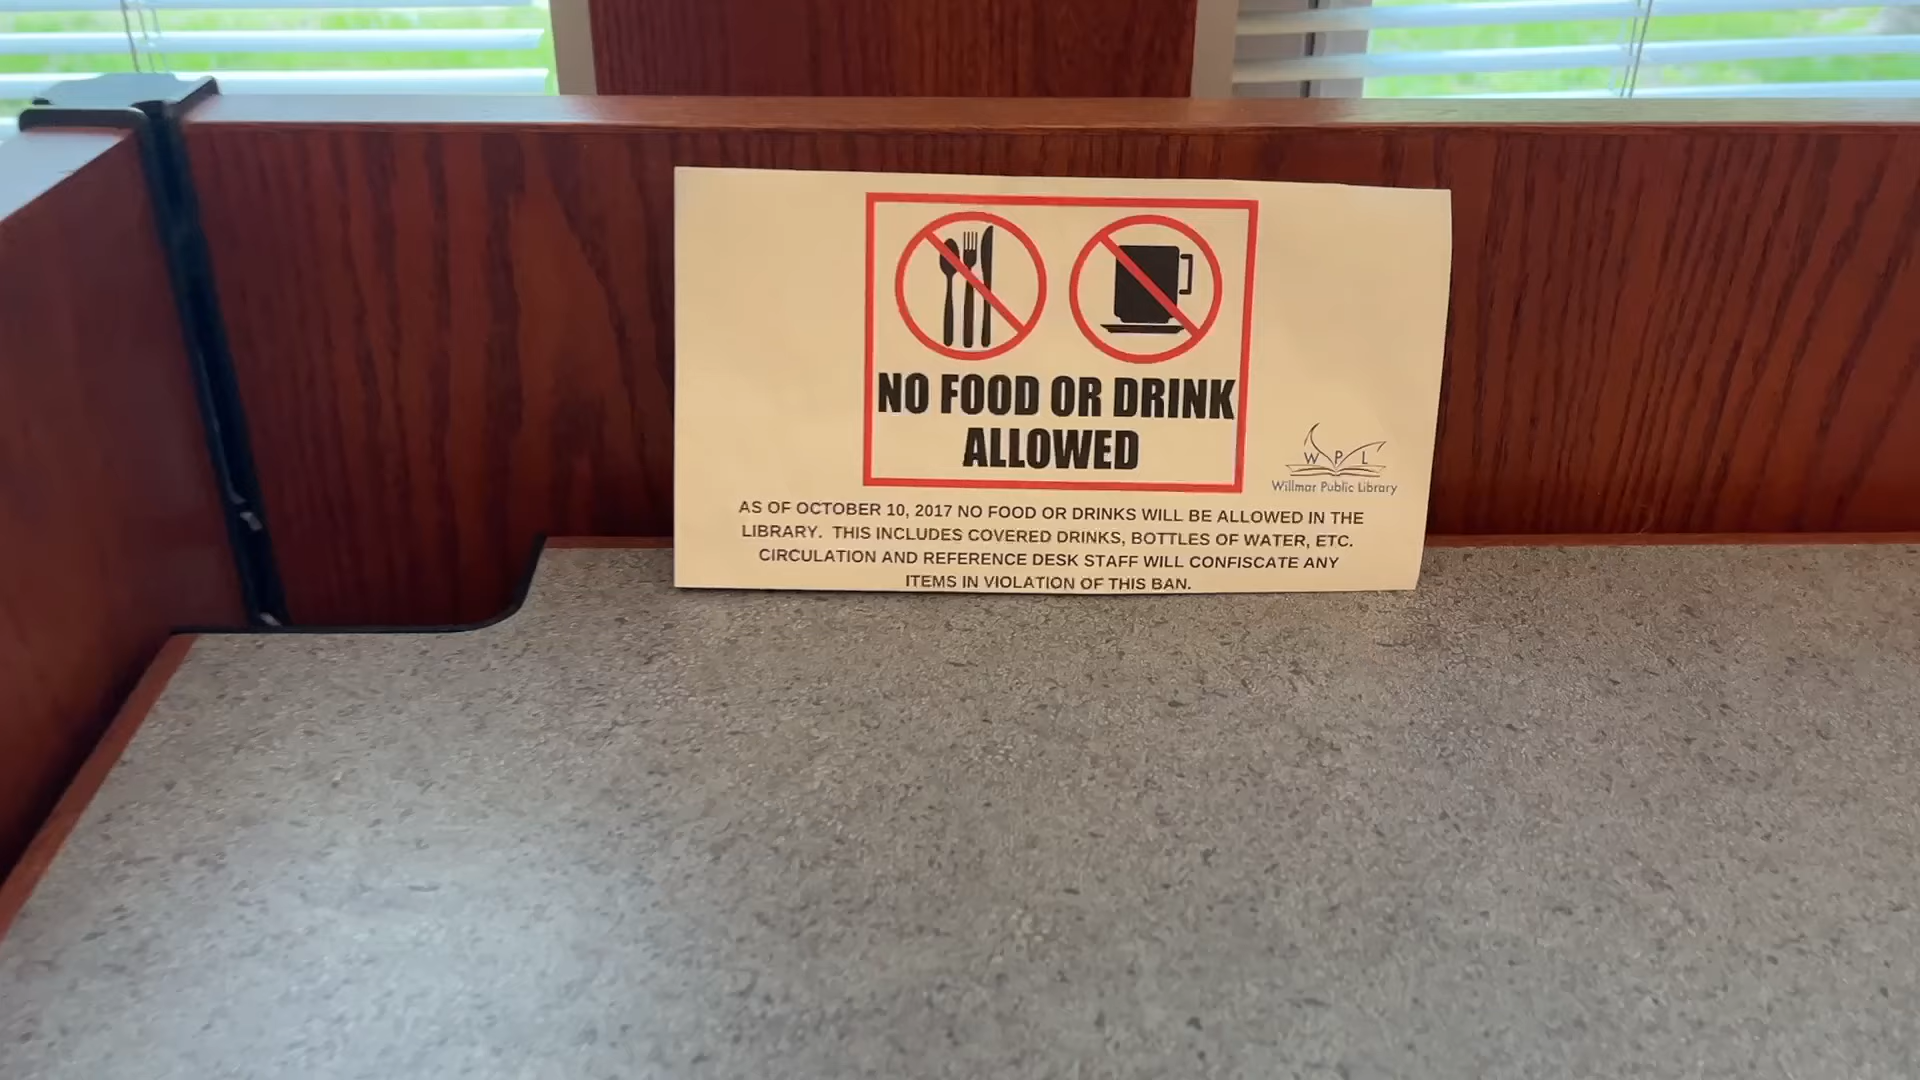 NO FOOD OR DRINK
ALLOWED
W P L
Willmar Public Library
AS OF OCTOBER 10, 2017 NO FOOD OR DRINKS WILL BE ALLOWED IN THE
LIBRARY. THIS INCLUDES COVERED DRINKS, BOTTLES OF WATER, ETC.
CIRCULATION AND REFERENCE DESK STAFF WILL CONFISCATE ANY
ITEMS IN VIOLATION OF THIS BAN.